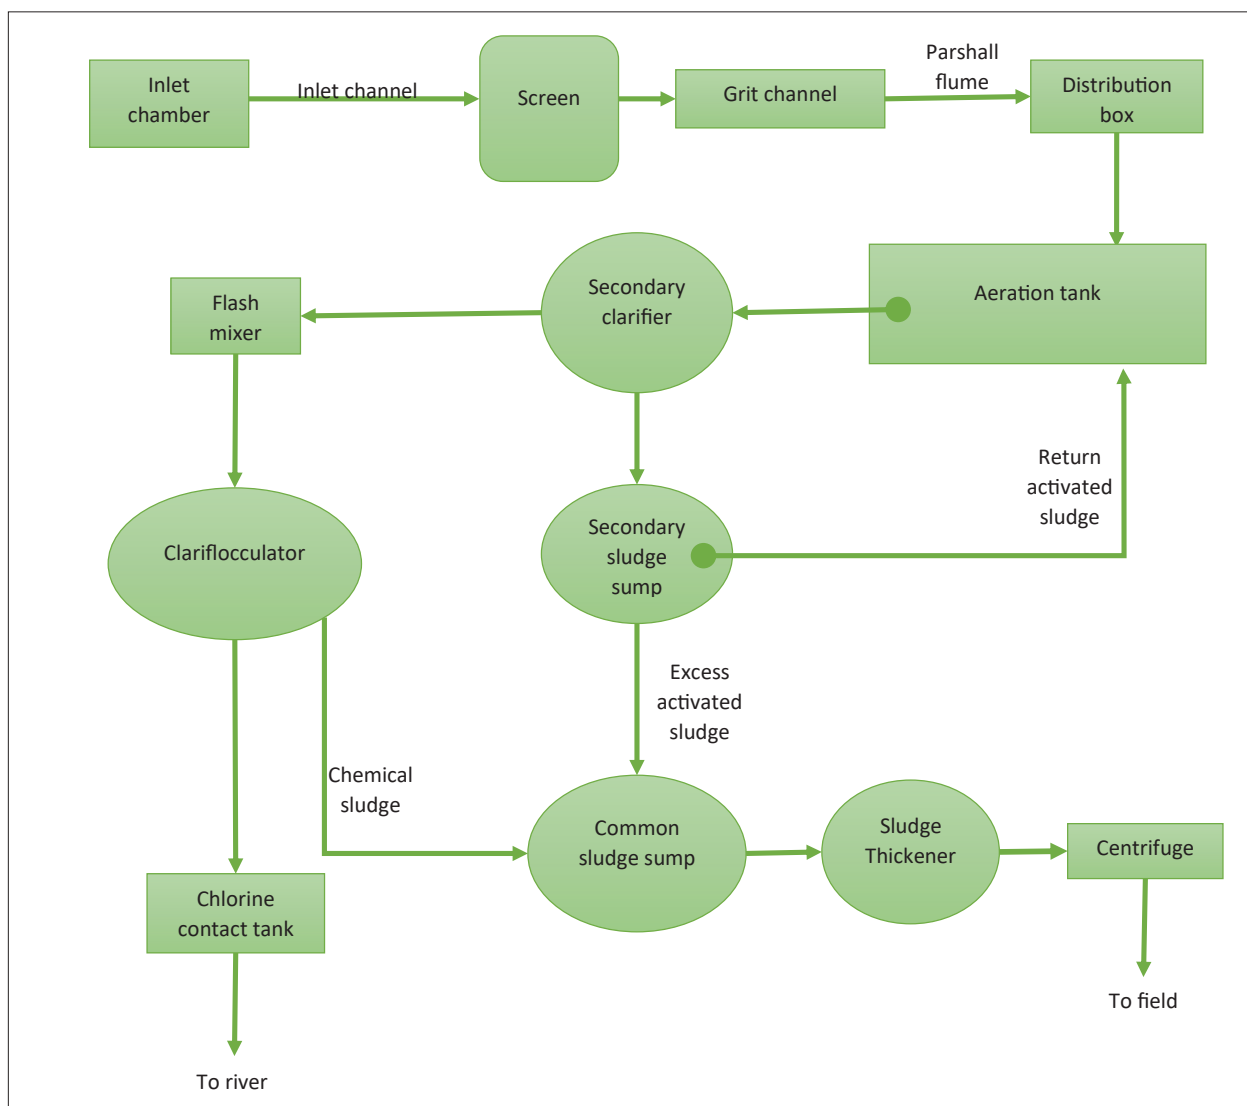 Inlet
chamber
Inlet channel
Screen
Grit channel
Parshall
flume
Distribution
box
Flash
mixer
Secondary
clarifier
Aeration tank
Return
activated
sludge
Clariflocculator
Secondary
sludge
sump
Excess
activated
sludge
Chemical
sludge
Common
sludge sump
Sludge
Thickener
Centrifuge
Chlorine
contact tank
To field
To river